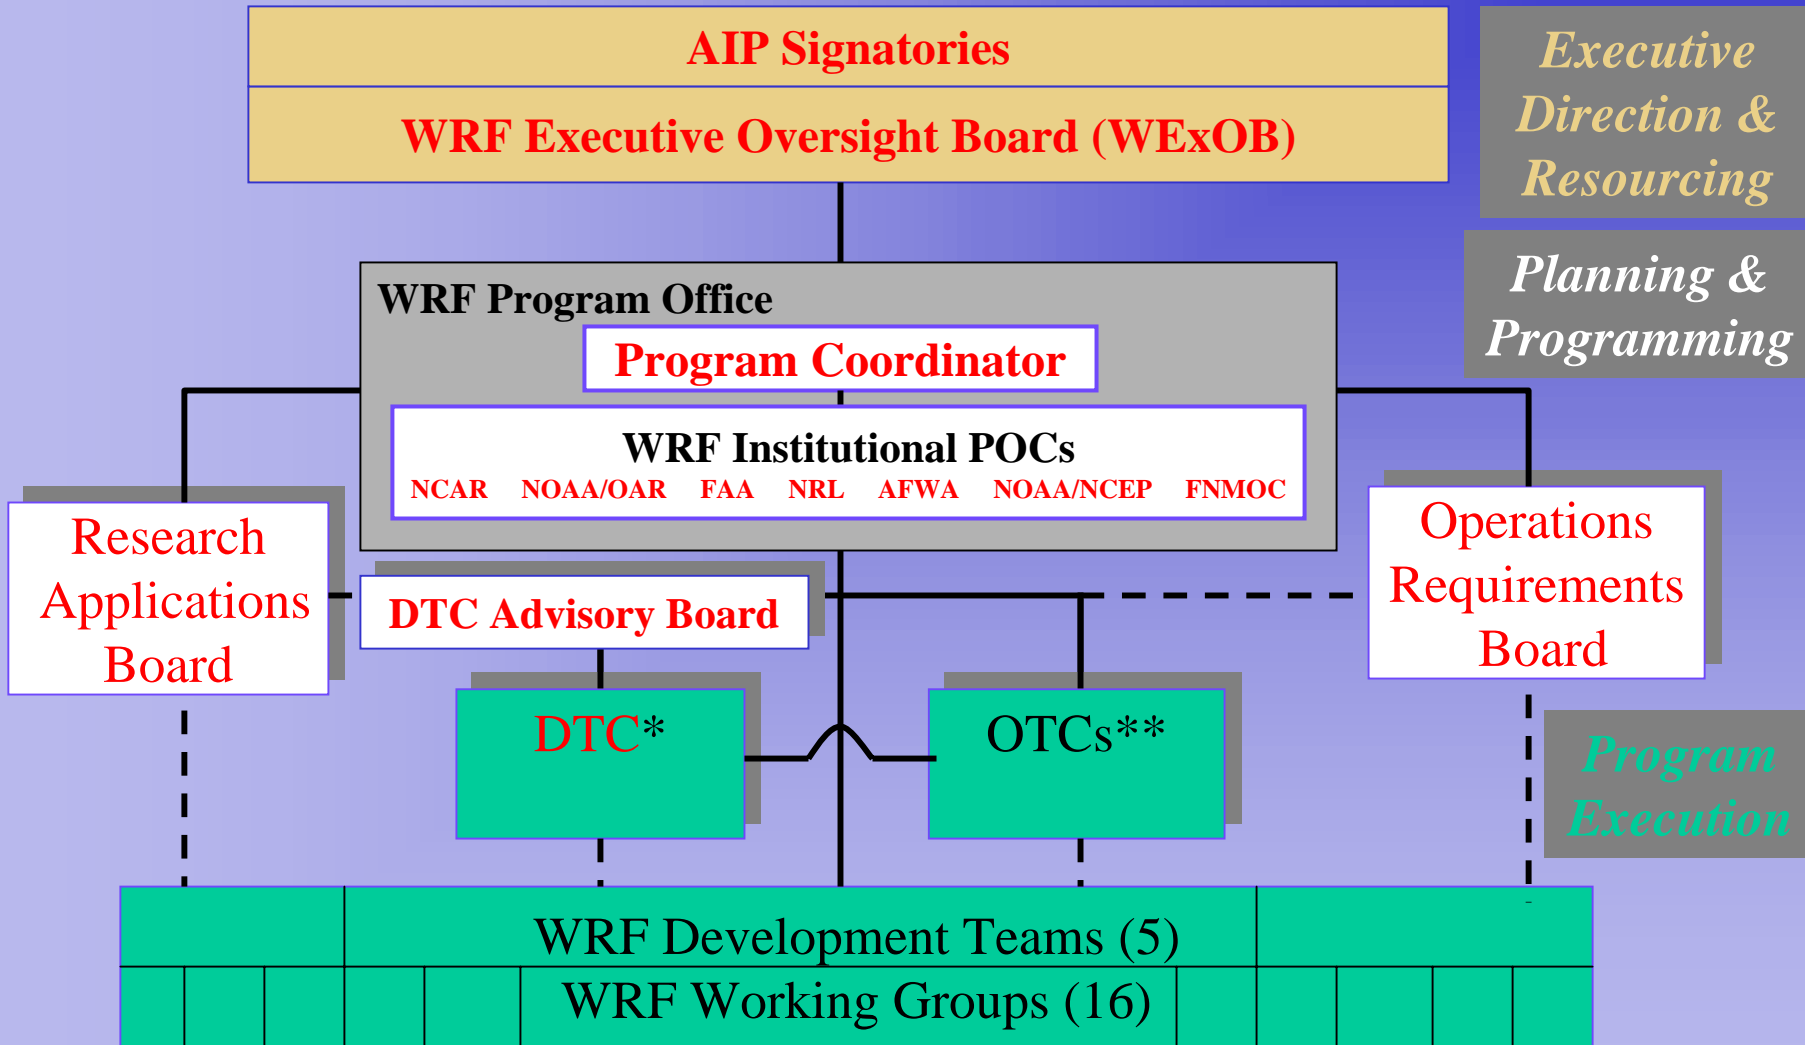 AIP Signatories
WRF Executive Oversight Board (WExOB)
Executive
Direction &
Resourcing
Planning &
Programming
WRF Program Office
Program Coordinator
WRF Institutional POCs
NCAR NOAA/OAR FAA NRL AFWA NOAA/NCEP FNMOC
Research
Applications
Board
DTC Advisory Board
Operations
Requirements
Board
DTC*
OTCs**
Program
Execution
WRF Development Teams (5)
WRF Working Groups (16)